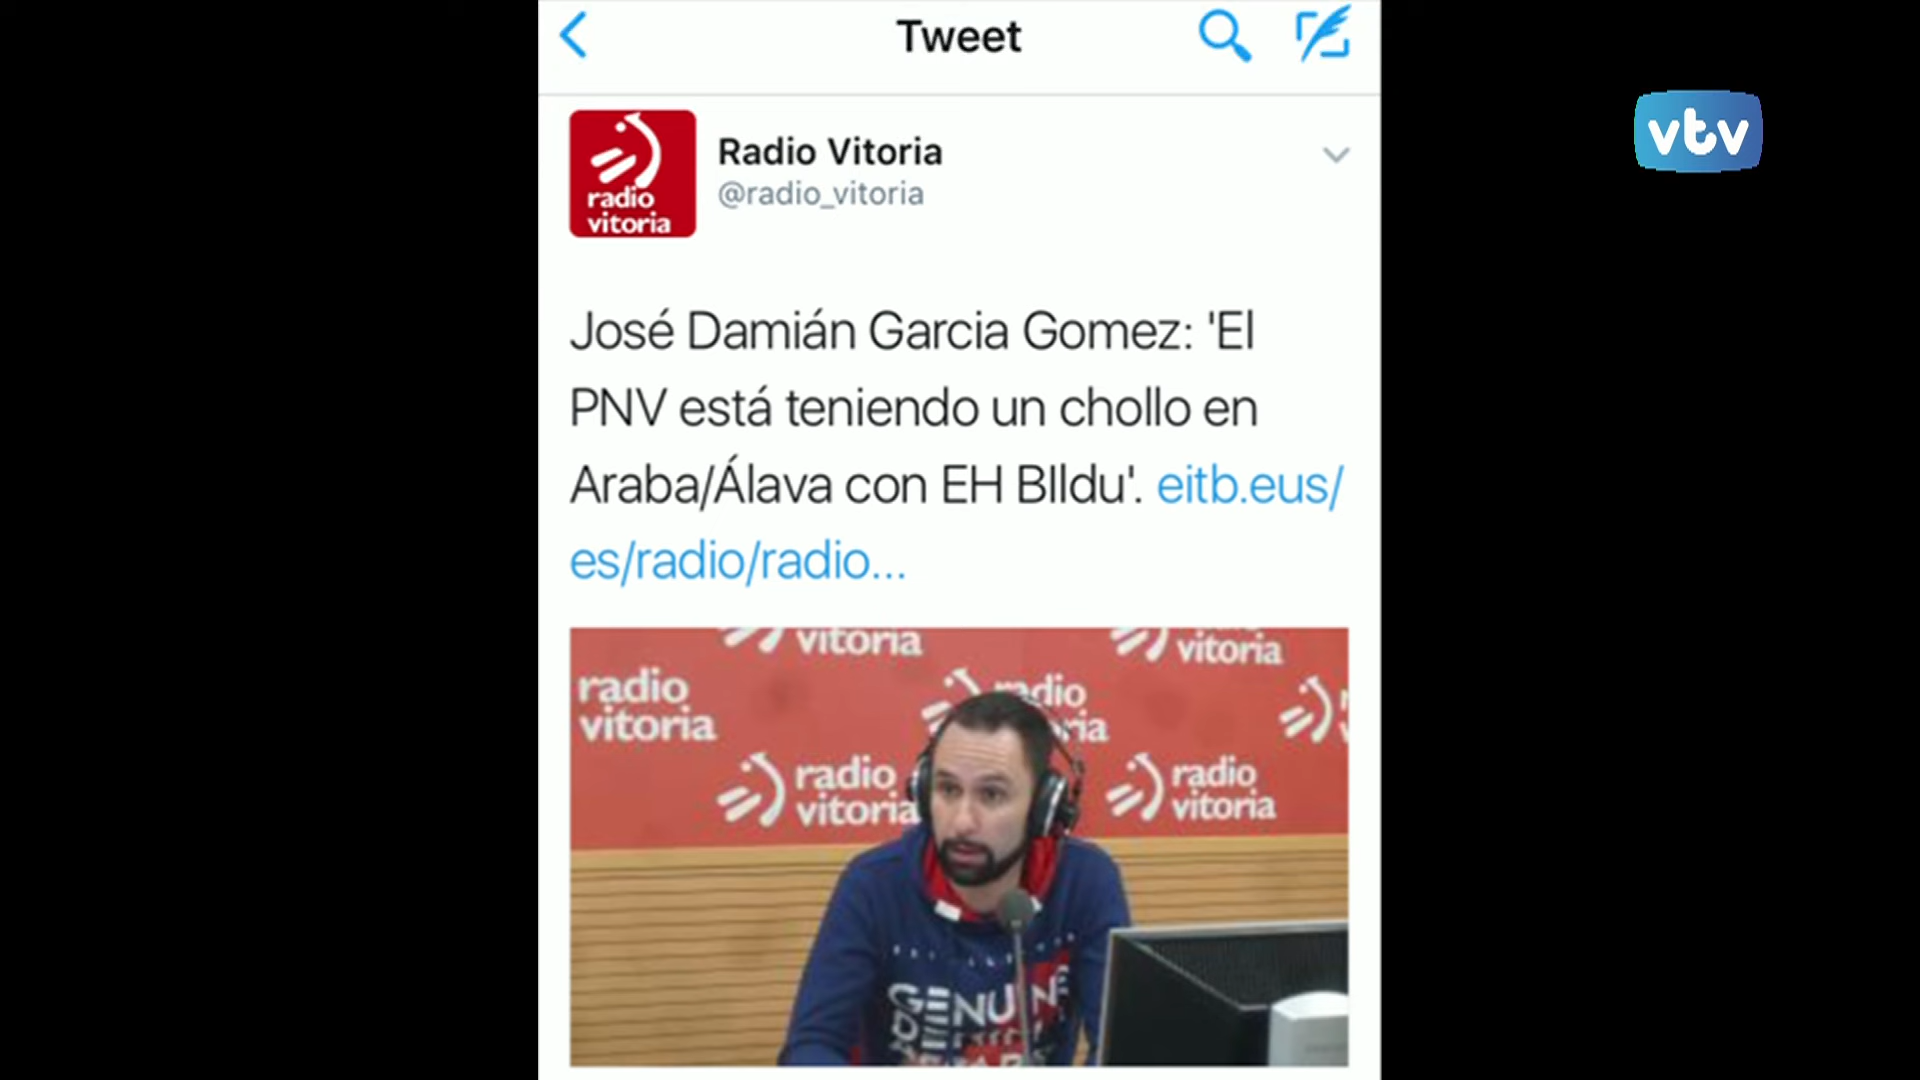 Tweet
vtv
radio
vitoria
Radio Vitoria
@radio_vitoria
José Damián Garcia Gomez: 'El
PNV está teniendo un chollo en
Araba/Álava con EH BIldu'. eitb.eus/
es/radio/radio...
vitoria
vitoria
radio
vitoria
radio
vitoria
radio
vitoria
GENUINE